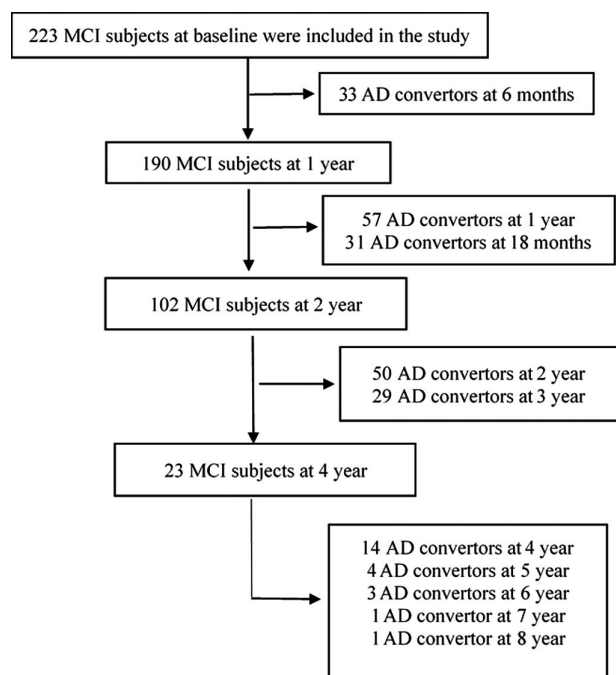 223 MCI subjects at baseline were included in the study
33 AD convertors at 6 months
190 MCI subjects at 1 year
57 AD convertors at 1 year
31 AD convertors at 18 months
102 MCI subjects at 2 year
50 AD convertors at 2 year
29 AD convertors at 3 year
23 MCI subjects at 4 year
14 AD convertors at 4 year
4 AD convertors at 5 year
3 AD convertors at 6 year
1 AD convertor at 7 year
1 AD convertor at 8 year